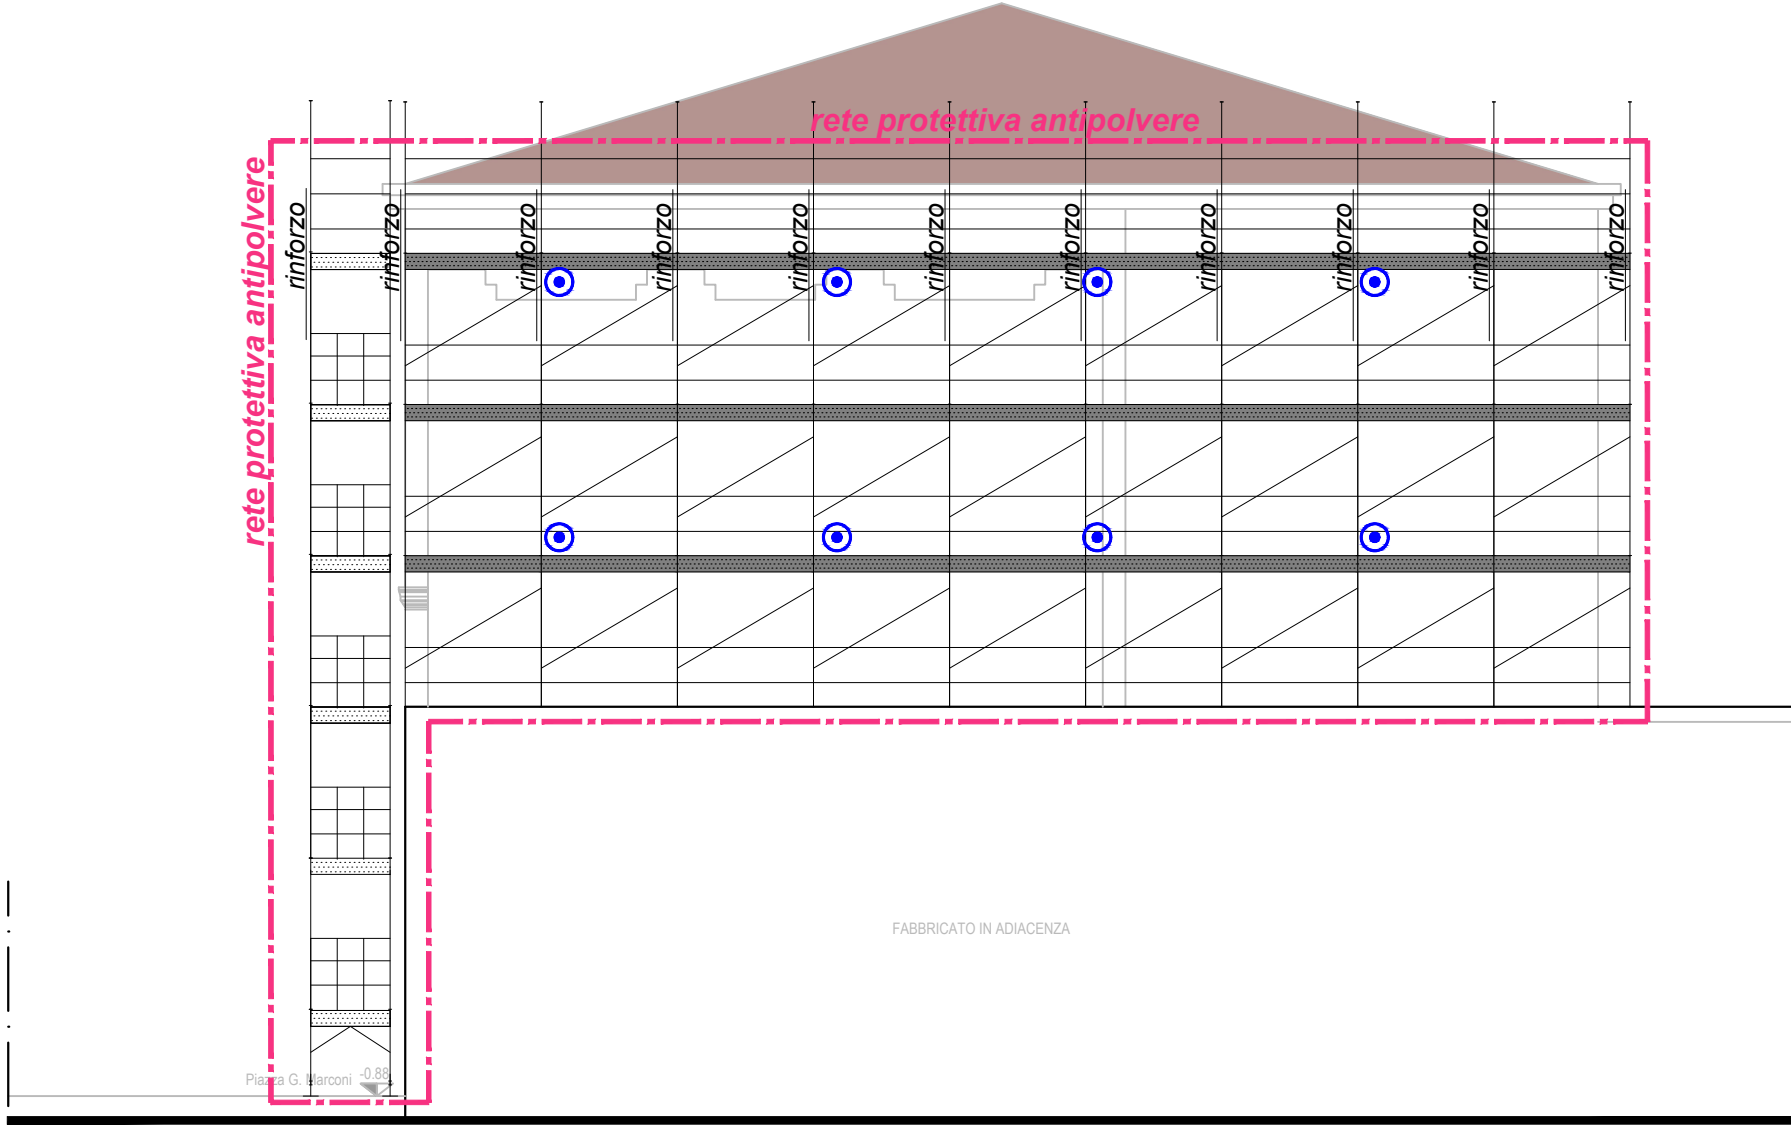 rete protettiva antipolvere
rete protettiva antipolvere
rinforzo
rinforzo
rinforzo
rinforzo
rinforzo
rinforzo
rinforzo
rinforzo
rinforzo
rinforzo
rinforzo
FABBRICATO IN ADIACENZA
Piazza G. Marconi
-0.88